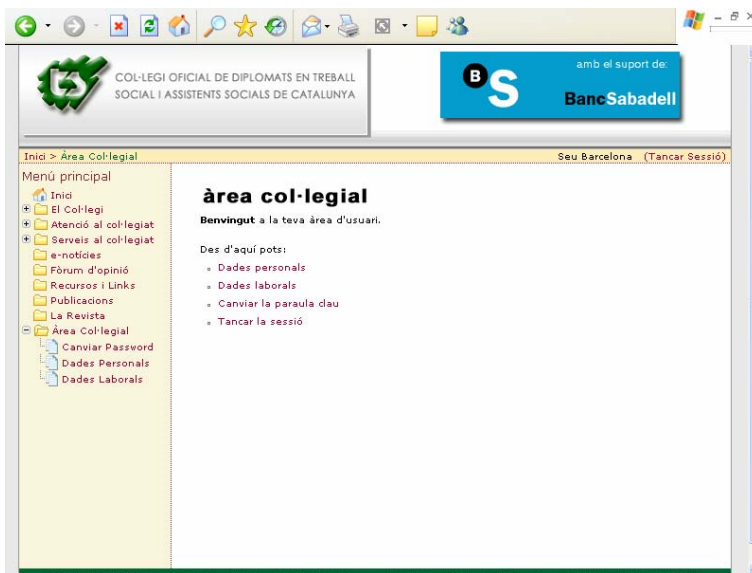 COL·LEGI OFICIAL DE DIPLOMATS EN TREBALL
SOCIAL I ASSISTENTS SOCIALS DE CATALUNYA
amb el suport de:
BS
BancSabadell
Inici > Àrea Col·legial
Seu Barcelona (Tancar Sessió)
Menú principal
Inici
El Col·legi
Atenció al col·legiat
Serveis al col·legiat
e-notícies
Fòrum d'opinió
Recursos i Links
Publicacions
La Revista
Àrea Col·legial
Canviar Password
Dades Personals
Dades Laborals
àrea col·legial
Benvingut a la teva àrea d'usuari.
Des d'aquí pots:
Dades personals
Dades laborals
Canviar la paraula clau
Tancar la sessió